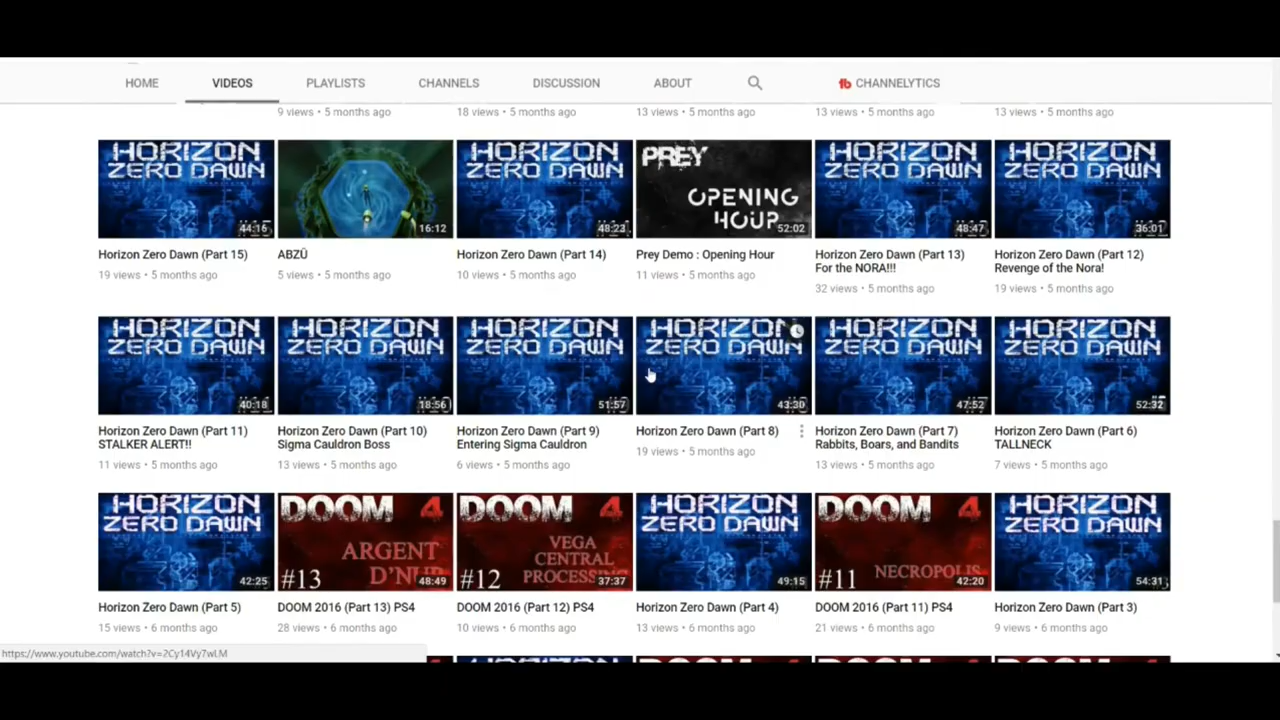 HOME VIDEOS PLAYLISTS CHANNELS DISCUSSION ABOUT CHANNELYTICS
9 views • 5 months ago 18 views • 5 months ago 13 views • 5 months ago 13 views • 5 months ago 13 views • 5 months ago
HORIZON ZERO DAWN 44:16
16:12
HORIZON ZERO DAWN 48:23
PREY OPENING HOUR 52:02
HORIZON ZERO DAWN 48:47
HORIZON ZERO DAWN 36:01
Horizon Zero Dawn (Part 15)
19 views • 5 months ago
ABZÛ
5 views • 5 months ago
Horizon Zero Dawn (Part 14)
10 views • 5 months ago
Prey Demo : Opening Hour
11 views • 5 months ago
Horizon Zero Dawn (Part 13)
For the NORA!!!
32 views • 5 months ago
Horizon Zero Dawn (Part 12)
Revenge of the Nora!
19 views • 5 months ago
HORIZON ZERO DAWN 40:18
HORIZON ZERO DAWN 18:56
HORIZON ZERO DAWN 51:57
HORIZON ZERO DAWN 43:30
HORIZON ZERO DAWN 47:52
HORIZON ZERO DAWN 52:32
Horizon Zero Dawn (Part 11)
STALKER ALERT!!
11 views • 5 months ago
Horizon Zero Dawn (Part 10)
Sigma Cauldron Boss
13 views • 5 months ago
Horizon Zero Dawn (Part 9)
Entering Sigma Cauldron
6 views • 5 months ago
Horizon Zero Dawn (Part 8)
19 views • 5 months ago
Horizon Zero Dawn (Part 7)
Rabbits, Boars, and Bandits
13 views • 5 months ago
Horizon Zero Dawn (Part 6)
TALLNECK
7 views • 5 months ago
HORIZON ZERO DAWN 42:25
DOOM 4 ARGENT D'NUR #13 48:49
DOOM 4 VEGA CENTRAL PROCESSING #12 37:37
HORIZON ZERO DAWN 49:15
DOOM 4 #11 NECROPOLIS 42:20
HORIZON ZERO DAWN 54:31
Horizon Zero Dawn (Part 5)
15 views • 6 months ago
DOOM 2016 (Part 13) PS4
28 views • 6 months ago
DOOM 2016 (Part 12) PS4
10 views • 6 months ago
Horizon Zero Dawn (Part 4)
13 views • 6 months ago
DOOM 2016 (Part 11) PS4
21 views • 6 months ago
Horizon Zero Dawn (Part 3)
9 views • 6 months ago